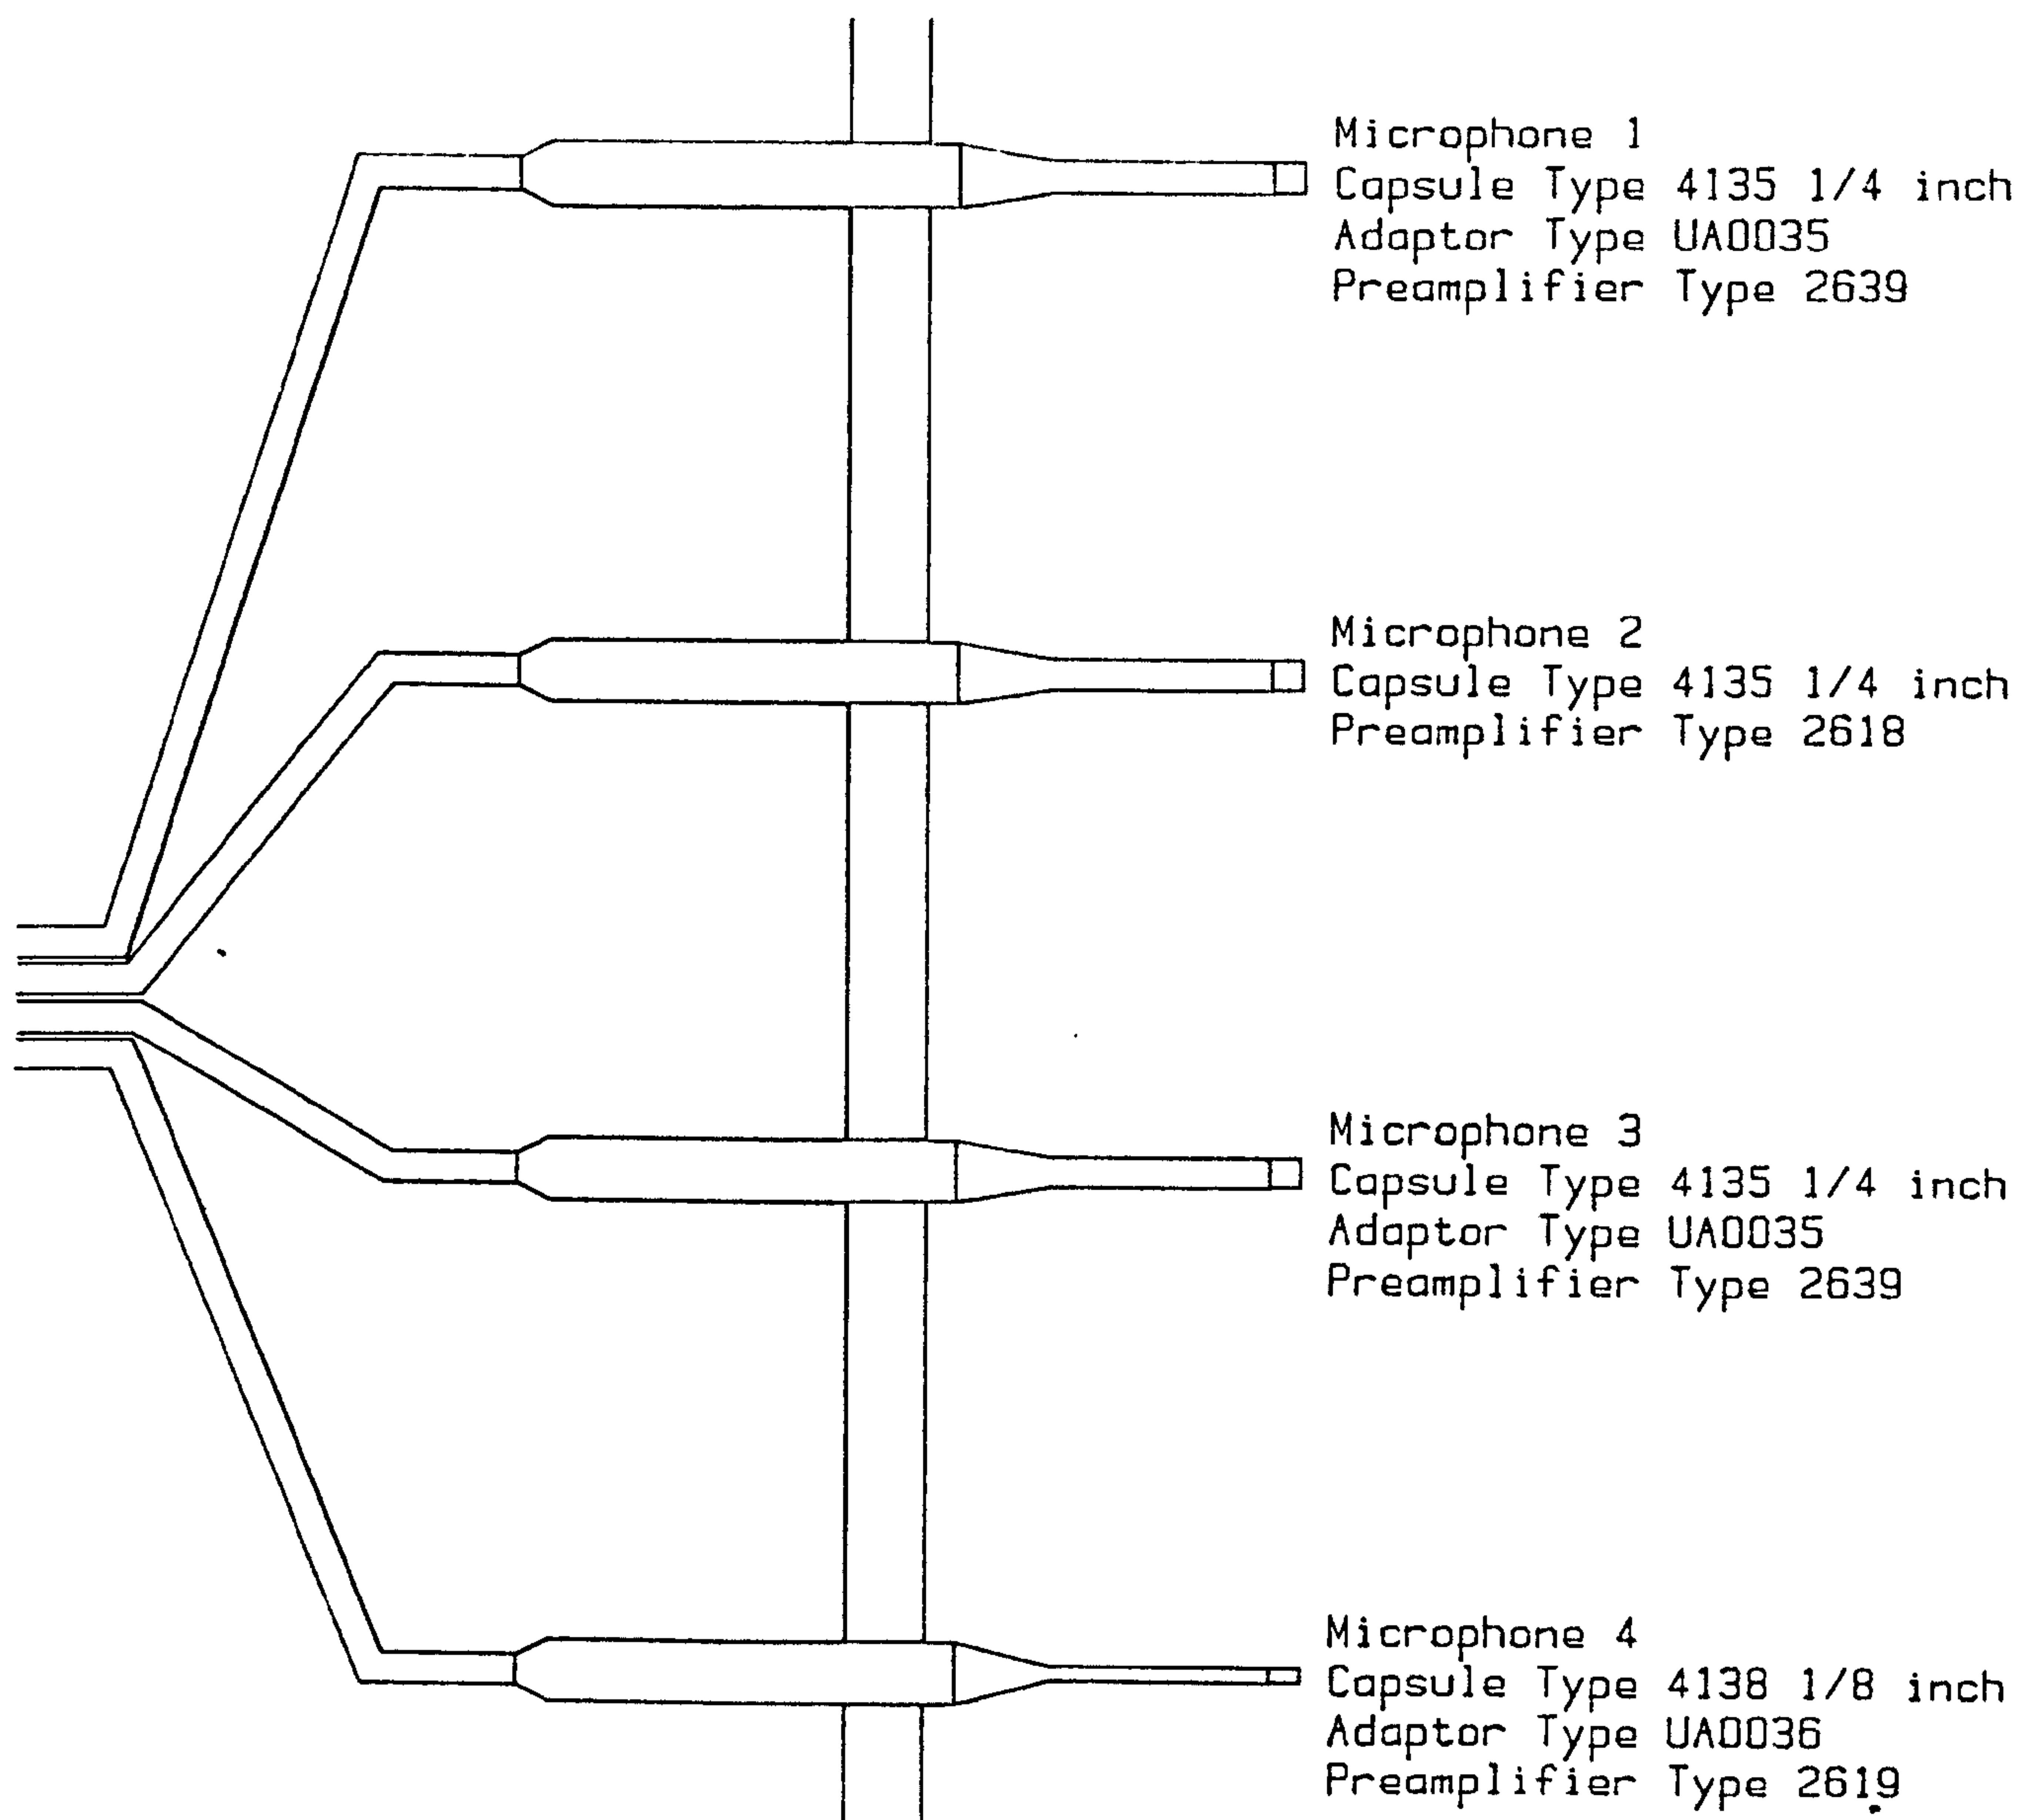 Microphone 1
Capsule Type 4135 1/4 inch
Adaptor Type UA0035
Preamplifier Type 2639
Microphone 2
Capsule Type 4135 1/4 inch
Preamplifier Type 2618
Microphone 3
Capsule Type 4135 1/4 inch
Adaptor Type UA0035
Preamplifier Type 2639
Microphone 4
Capsule Type 4138 1/8 inch
Adaptor Type UA0036
Preamplifier Type 2619